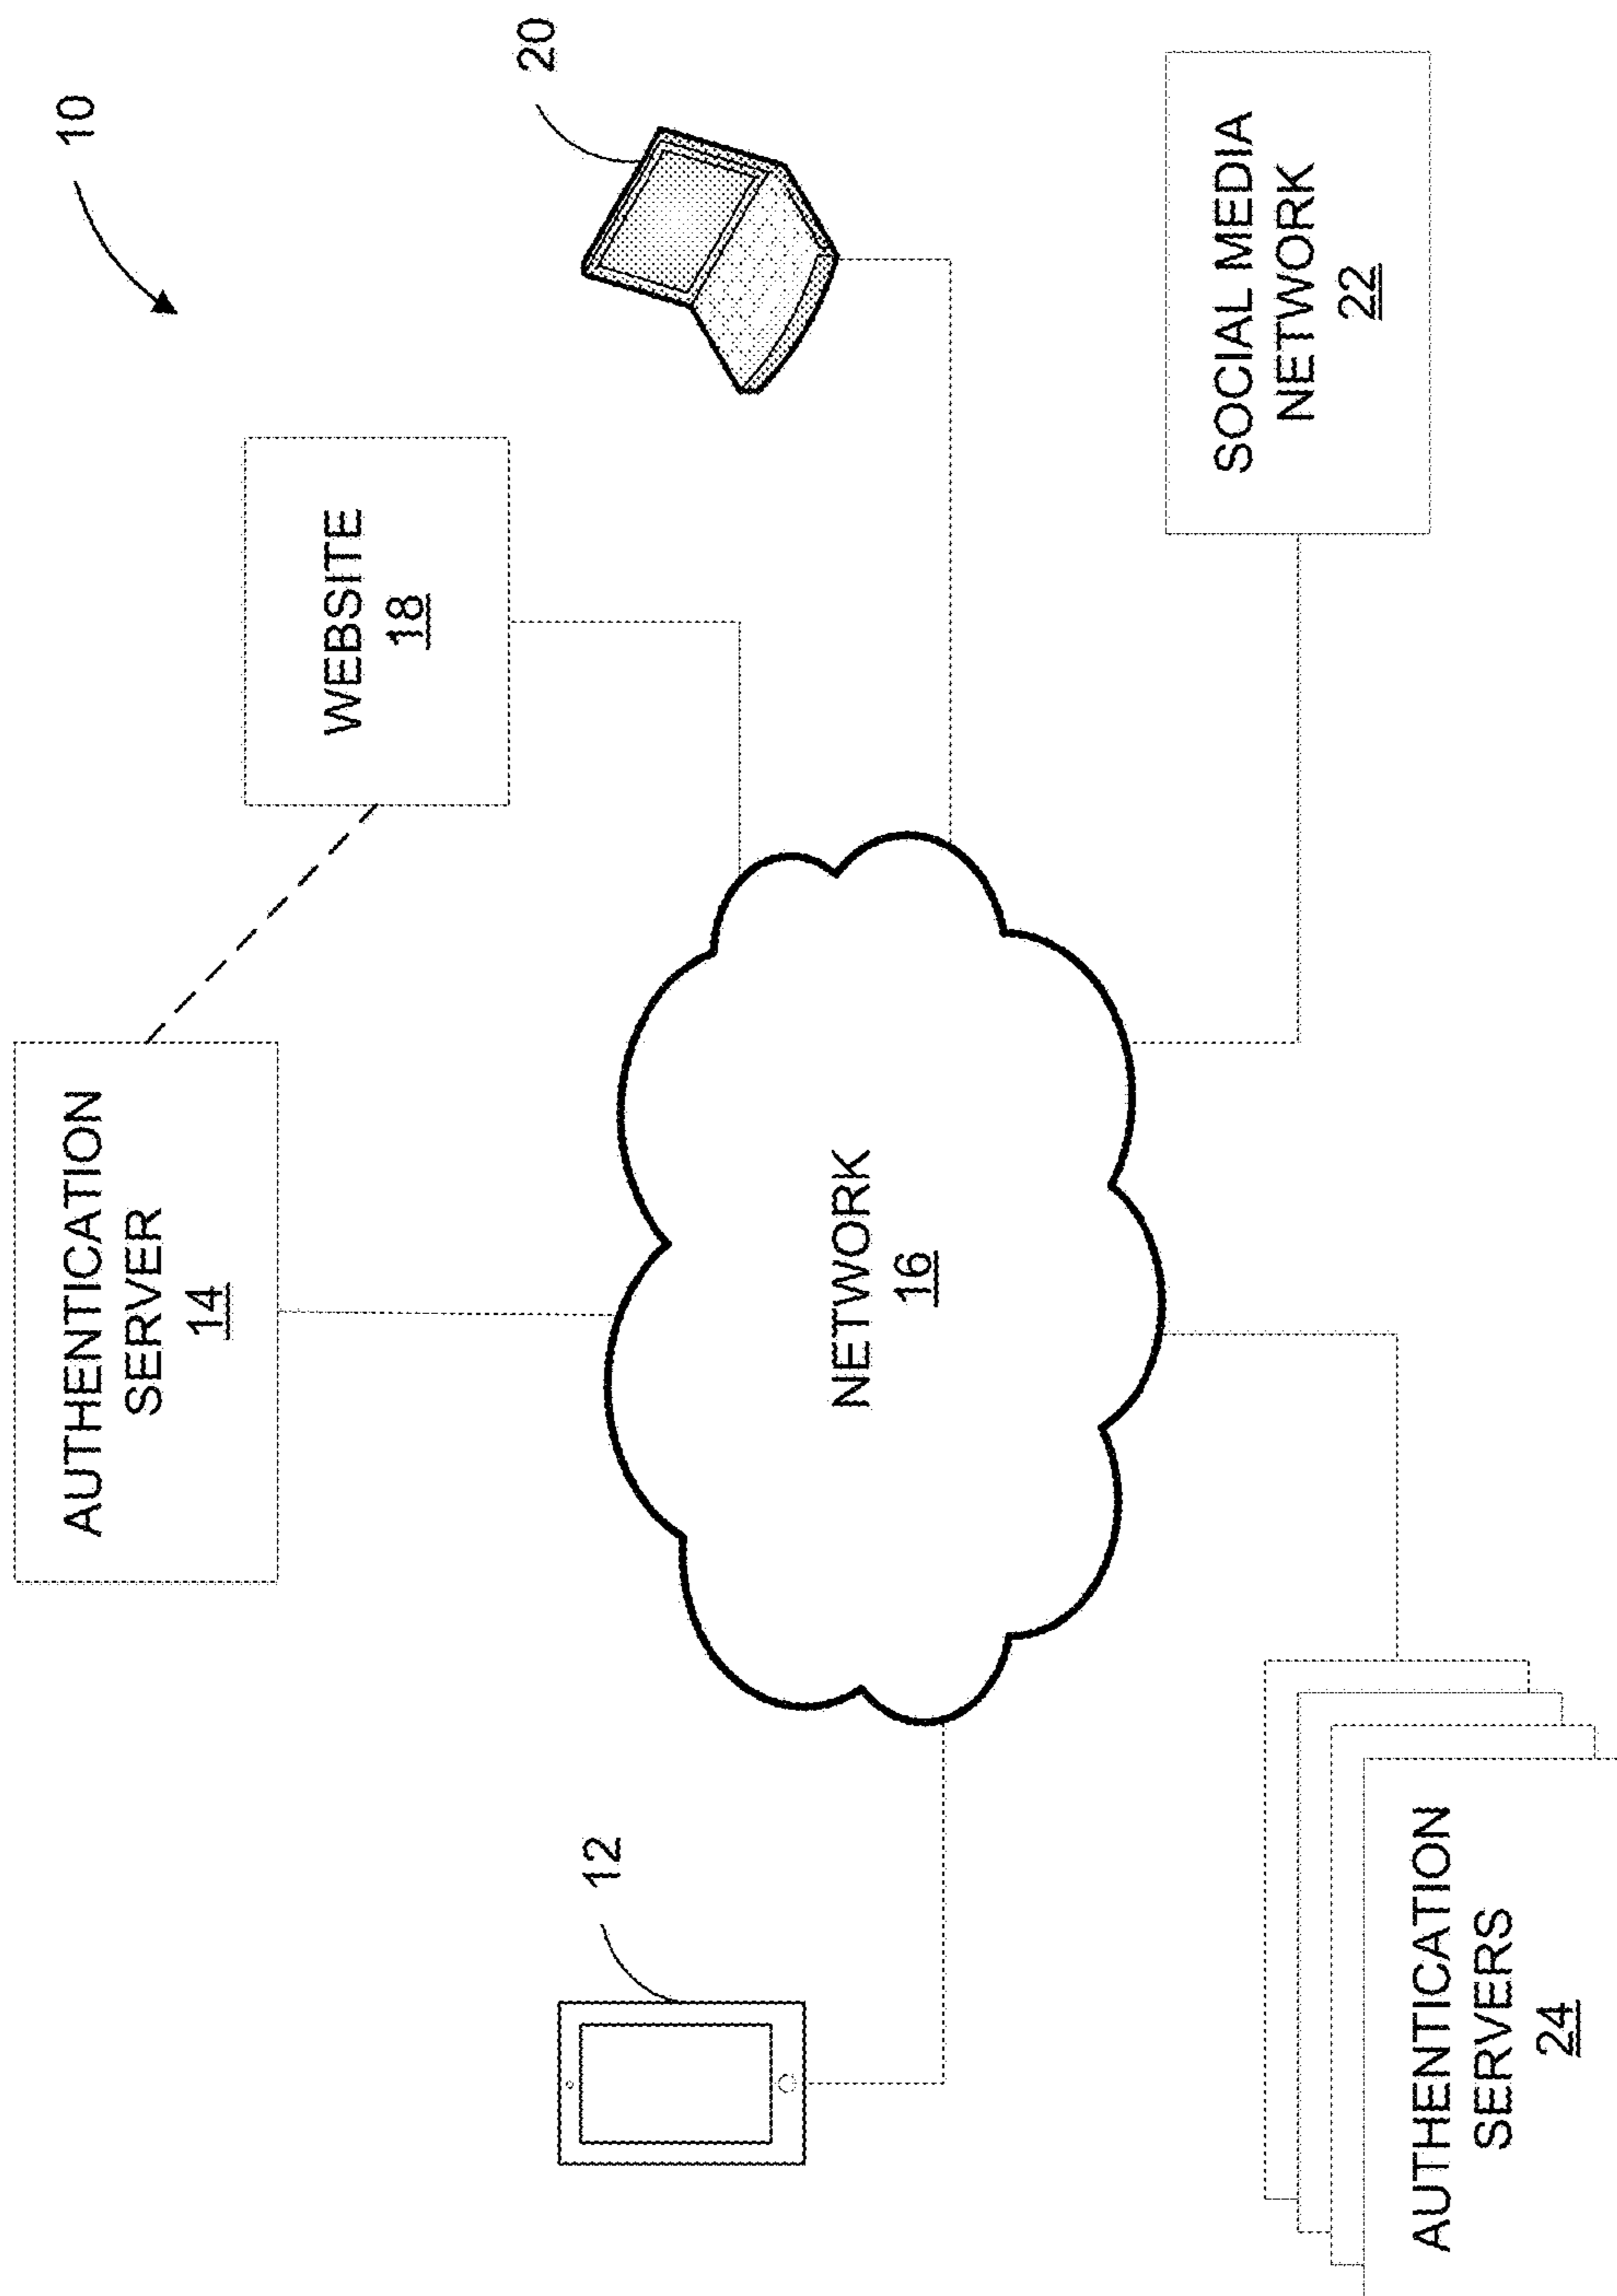 10
AUTHENTICATION
SERVER
14
WEBSITE
18
20
12
NETWORK
16
AUTHENTICATION
SERVERS
24
SOCIAL MEDIA
NETWORK
22